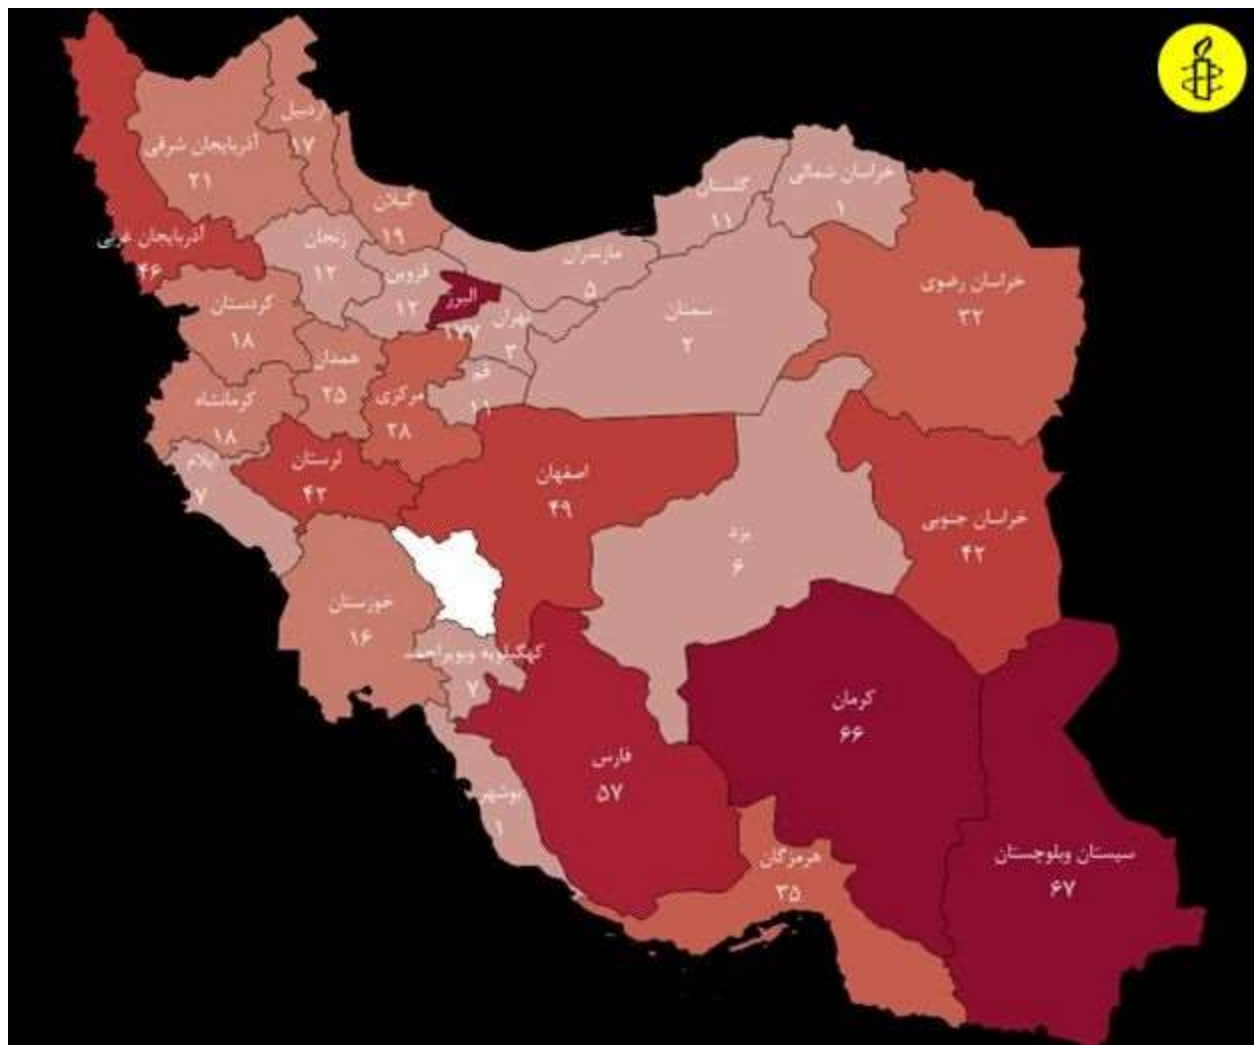 اردبیل
۱۷
آذربایجان شرقی
۲۱
گیلان
۱۹
آذربایجان غربی
۴۶
زنجان
۱۲
قزوین
۱۲
مازندران
۵
گلستان
۱۱
خراسان شمالی
۱
خراسان رضوی
۳۲
البرز
۱۷۷
تهران
۳
سمنان
۲
کردستان
۱۸
همدان
۲۵
مرکزی
۳۸
قم
۱۱
کرمانشاه
۱۸
ایلام
۷
لرستان
۴۳
اصفهان
۴۹
یزد
۶
خراسان جنوبی
۴۲
خوزستان
۱۶
کهگیلویه وبویراحمد
۷
فارس
۵۷
کرمان
۶۶
بوشهر
۱
هرمزگان
۳۵
سیستان وبلوچستان
۶۷